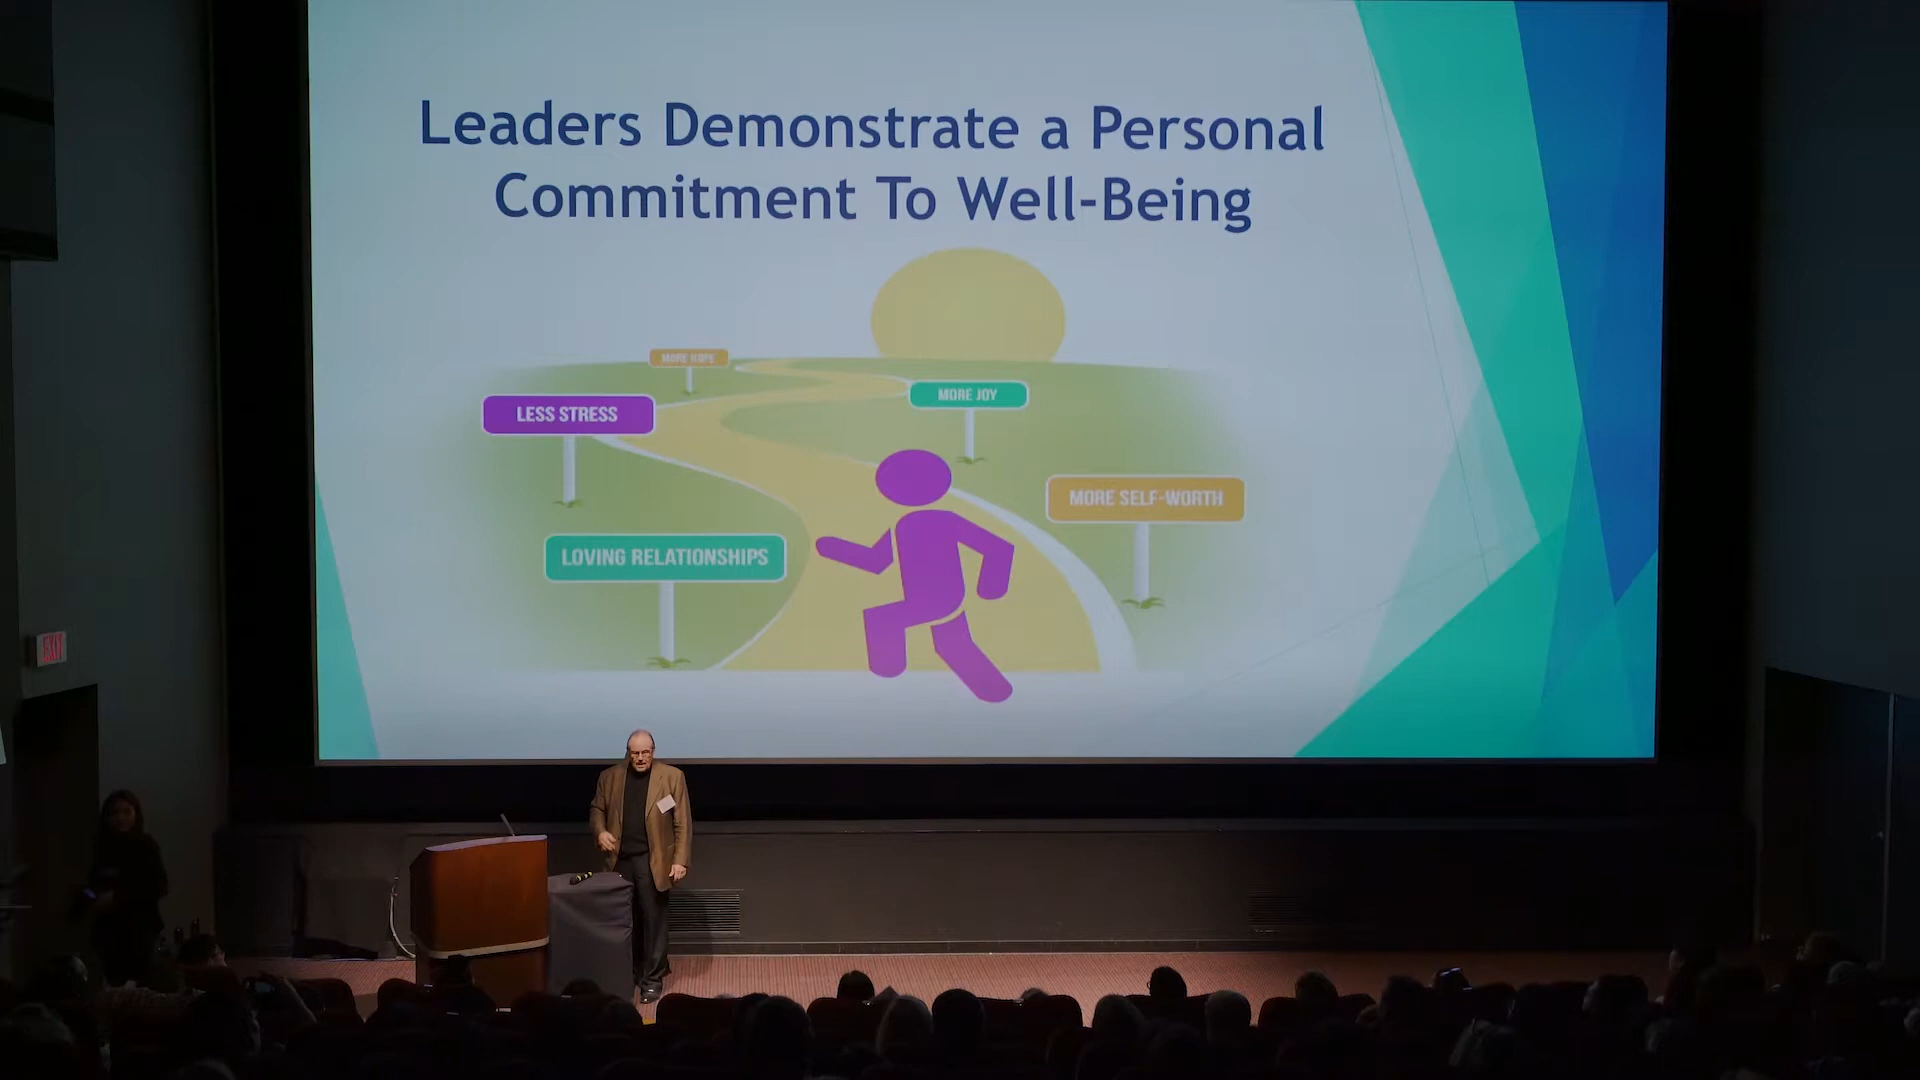 Leaders Demonstrate a Personal
Commitment To Well-Being
MORE HOPE
MORE JOY
LESS STRESS
MORE SELF-WORTH
LOVING RELATIONSHIPS
EXIT